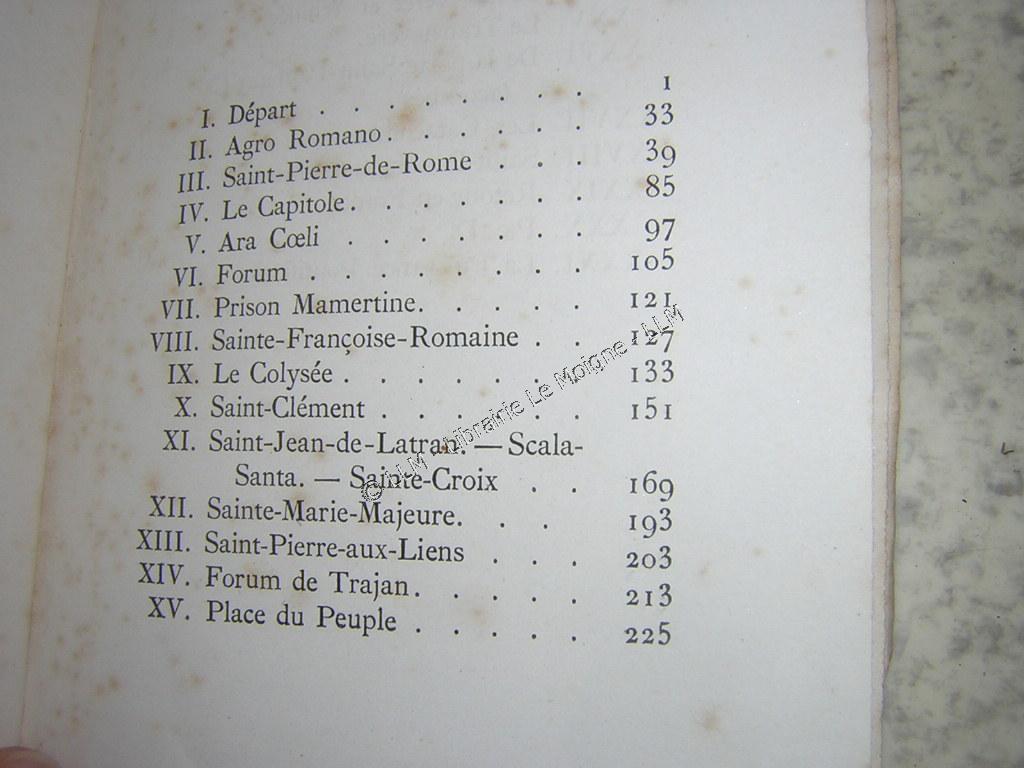 I. Départ . . . . . . . . 1
II. Agro Romano . . . . . . 33
III. Saint-Pierre-de-Rome . . . 39
IV. Le Capitole . . . . . . . 85
V. Ara Cœli . . . . . . . 97
VI. Forum . . . . . . . . 105
VII. Prison Mamertine. . . . . 121
VIII. Sainte-Françoise-Romaine . . 127
IX. Le Colysée . . . . . . . 133
X. Saint-Clément . . . . . . 151
XI. Saint-Jean-de-Latran. — Scala-
Santa. — Sainte-Croix . . 169
XII. Sainte-Marie-Majeure. . . 193
XIII. Saint-Pierre-aux-Liens . . . 203
XIV. Forum de Trajan. . . . . 213
XV. Place du Peuple . . . . . 225
© LLM - Librairie Le Moigne / LLM